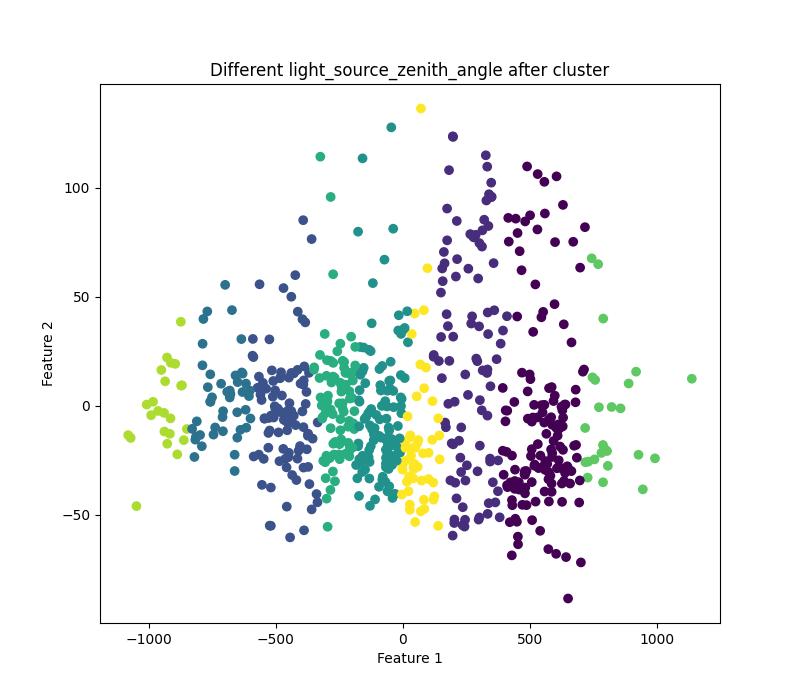 Different light_source_zenith_angle after cluster
100
50
0
−50
Feature 2
−1000 −500 0 500 1000
Feature 1